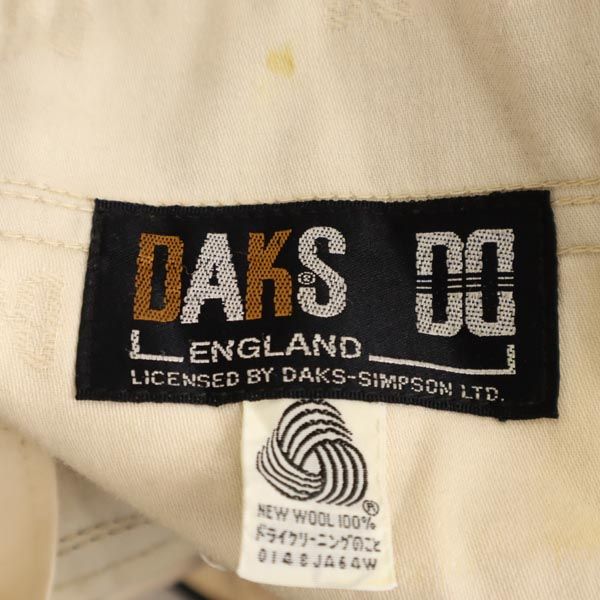 DAKS® DD
ENGLAND
LICENSED BY DAKS-SIMPSON LTD.
®
NEW WOOL 100%
ドライクリーニングのこと
0148JA64W